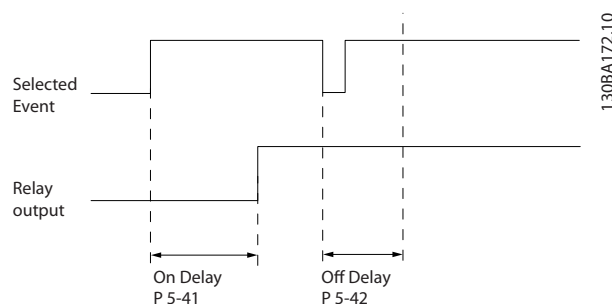 130BA172.10
Selected
Event
Relay
output
On Delay
P 5-41
Off Delay
P 5-42